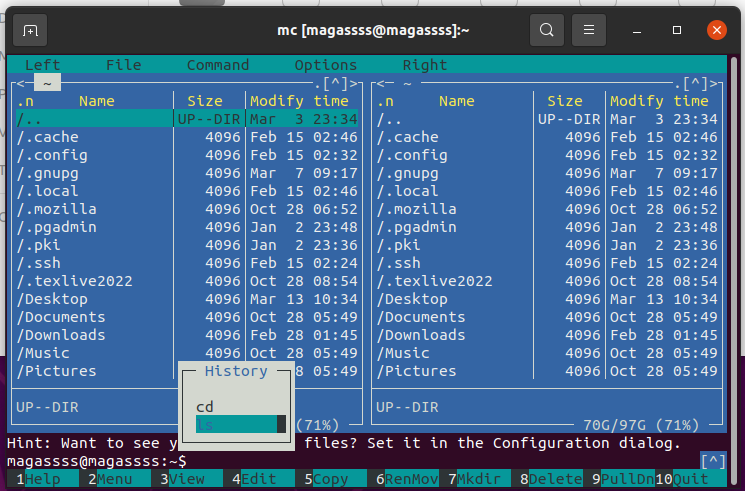 mc [magassss@magassss]:~
Left File Command Options Right
<— ~ .[^]> <— ~ .[^]>
.n Name Size Modify time .n Name Size Modify time
/.. UP--DIR Mar 3 23:34 /.. UP--DIR Mar 3 23:34
/.cache 4096 Feb 15 02:46 /.cache 4096 Feb 15 02:46
/.config 4096 Feb 15 02:32 /.config 4096 Feb 15 02:32
/.gnupg 4096 Mar 7 09:17 /.gnupg 4096 Mar 7 09:17
/.local 4096 Feb 15 02:46 /.local 4096 Feb 15 02:46
/.mozilla 4096 Oct 28 06:52 /.mozilla 4096 Oct 28 06:52
/.pgadmin 4096 Jan 2 23:48 /.pgadmin 4096 Jan 2 23:48
/.pki 4096 Jan 2 23:36 /.pki 4096 Jan 2 23:36
/.ssh 4096 Feb 15 02:24 /.ssh 4096 Feb 15 02:24
/.texlive2022 4096 Oct 28 08:54 /.texlive2022 4096 Oct 28 08:54
/Desktop 4096 Mar 13 10:34 /Desktop 4096 Mar 13 10:34
/Documents 4096 Oct 28 05:49 /Documents 4096 Oct 28 05:49
/Downloads 4096 Feb 28 01:45 /Downloads 4096 Feb 28 01:45
/Music 4096 Oct 28 05:49 /Music 4096 Oct 28 05:49
/Pictures 8 05:49 /Pictures 4096 Oct 28 05:49
History
cd
ls
UP--DIR UP--DIR
(71%) 70G/97G (71%)
Hint: Want to see y files? Set it in the Configuration dialog.
magassss@magassss:~$ [^]
1Help 2Menu 3View 4Edit 5Copy 6RenMov 7Mkdir 8Delete 9PullDn 10Quit